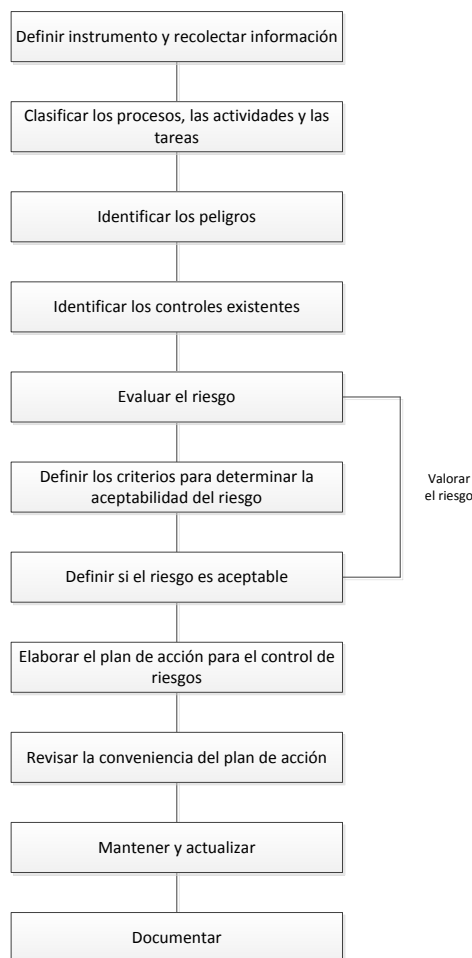 Definir instrumento y recolectar información
Clasificar los procesos, las actividades y las
tareas
Identificar los peligros
Identificar los controles existentes
Evaluar el riesgo
Definir los criterios para determinar la
aceptabilidad del riesgo
Valorar
el riesgo
Definir si el riesgo es aceptable
Elaborar el plan de acción para el control de
riesgos
Revisar la conveniencia del plan de acción
Mantener y actualizar
Documentar